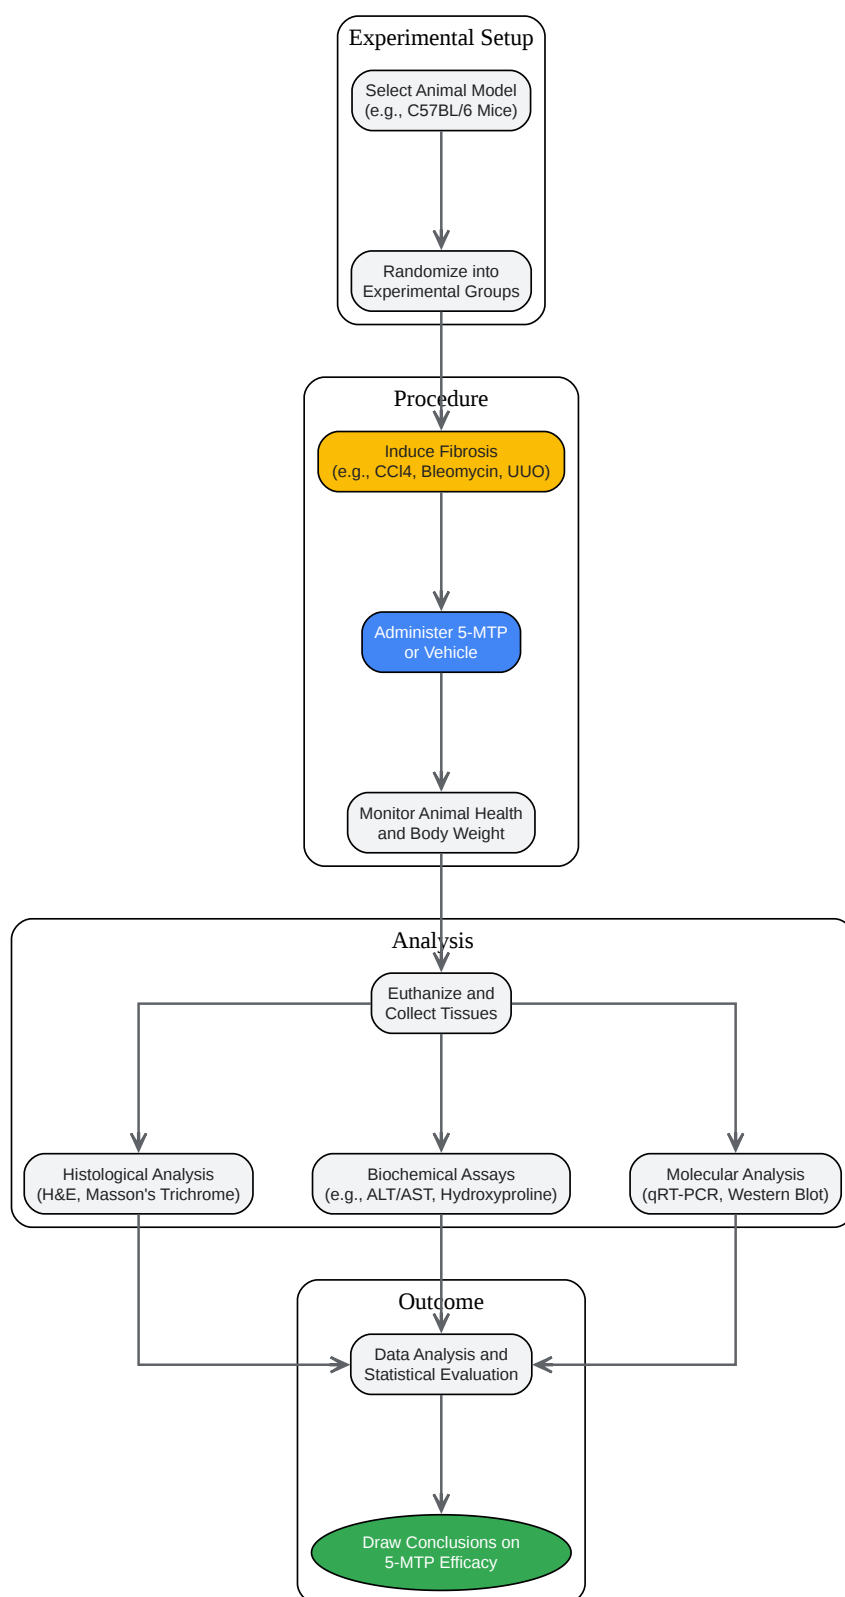 Experimental Setup
Select Animal Model
(e.g., C57BL/6 Mice)
Randomize into
Experimental Groups
Procedure
Induce Fibrosis
(e.g., CCl4, Bleomycin, UUO)
Administer 5-MTP
or Vehicle
Monitor Animal Health
and Body Weight
Analysis
Euthanize and
Collect Tissues
Histological Analysis
(H&E, Masson's Trichrome)
Biochemical Assays
(e.g., ALT/AST, Hydroxyproline)
Molecular Analysis
(qRT-PCR, Western Blot)
Outcome
Data Analysis and
Statistical Evaluation
Draw Conclusions on
5-MTP Efficacy